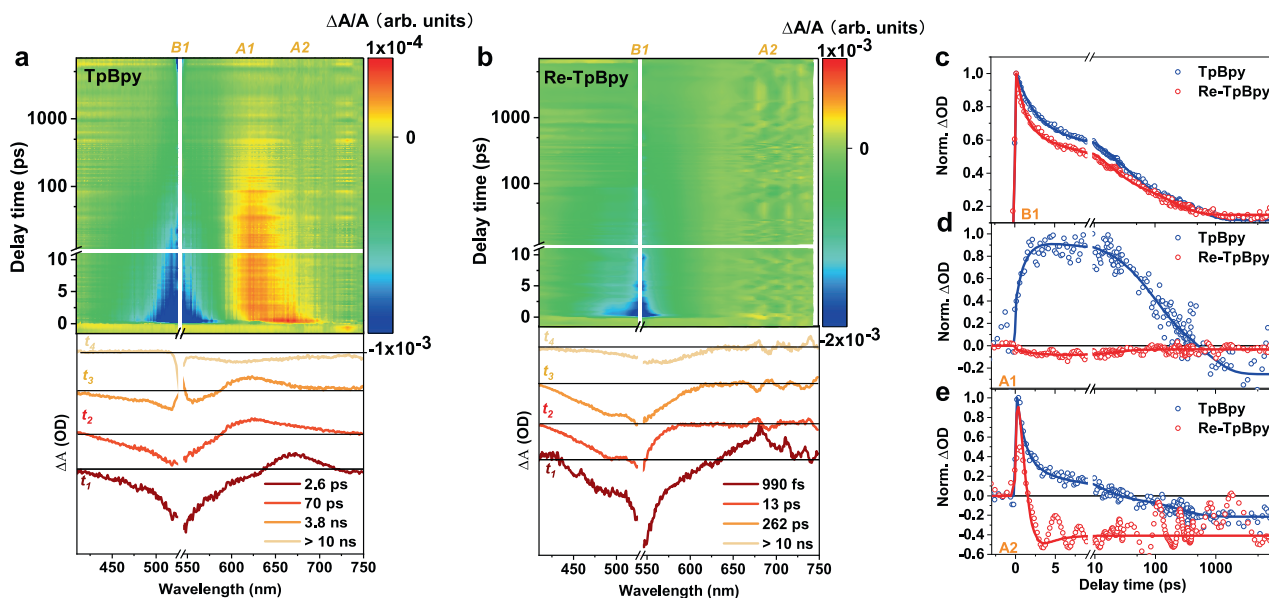 ΔA/A (arb. units)
1x10-4
0
-1x10-3
a
B1
A1
A2
TpBpy
Delay time (ps)
1000
100
10
5
0
t4
t3
t2
t1
ΔA (OD)
2.6 ps
70 ps
3.8 ns
> 10 ns
450
500
550
600
650
700
750
Wavelength (nm)
ΔA/A (arb. units)
1x10-3
0
-2x10-3
b
B1
A2
Re-TpBpy
Delay time (ps)
1000
100
10
5
0
t4
t3
t2
t1
ΔA (OD)
990 fs
13 ps
262 ps
> 10 ns
450
500
550
600
650
700
750
Wavelength (nm)
c
TpBpy
Re-TpBpy
Norm. ΔOD
1.0
0.8
0.6
0.4
0.2
B1
d
TpBpy
Re-TpBpy
Norm. ΔOD
1.0
0.8
0.6
0.4
0.2
0.0
-0.2
A1
e
TpBpy
Re-TpBpy
Norm. ΔOD
1.0
0.8
0.6
0.4
0.2
0.0
-0.2
-0.4
-0.6
A2
0
5
10
100
1000
Delay time (ps)